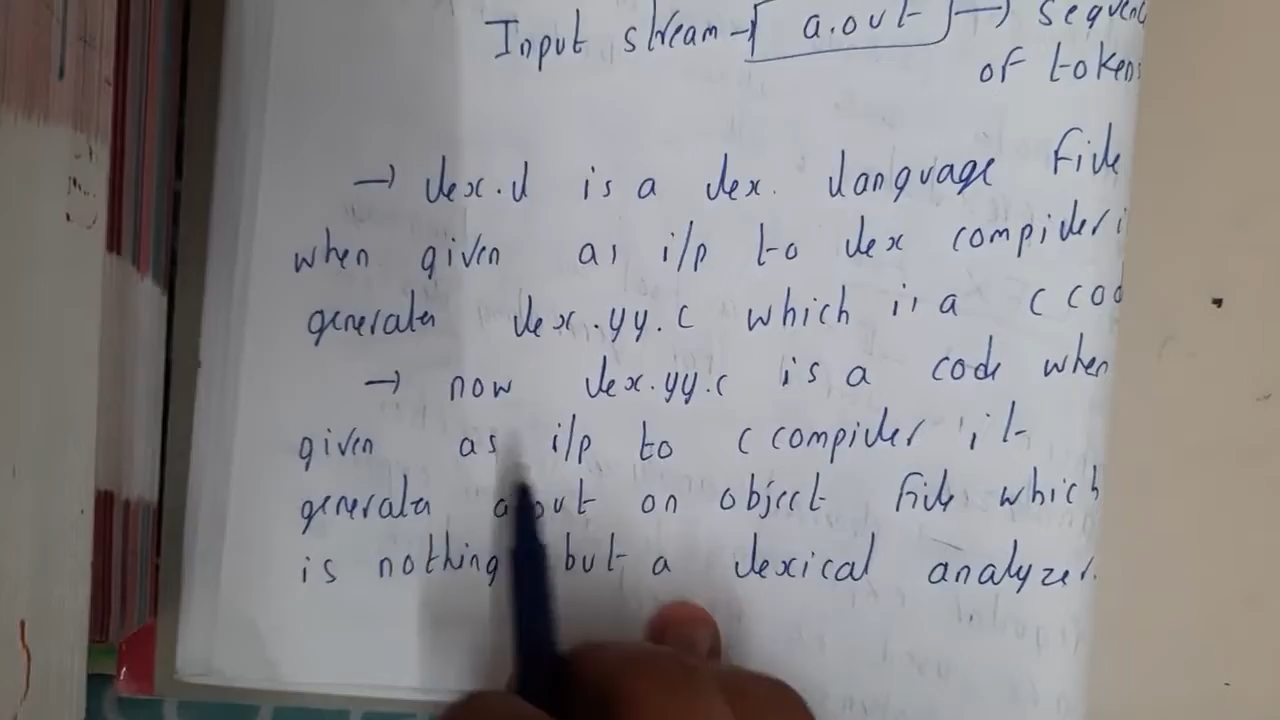 Input stream → a.out → sequenc
of tokens
→ lex.l is a lex. language file
when given as i/p to lex compiler i
generates lex.yy.c which is a C cod
→ now lex.yy.c is a code when
given as i/p to C compiler it
generates a.out an object file which
is nothing but a lexical analyzer.